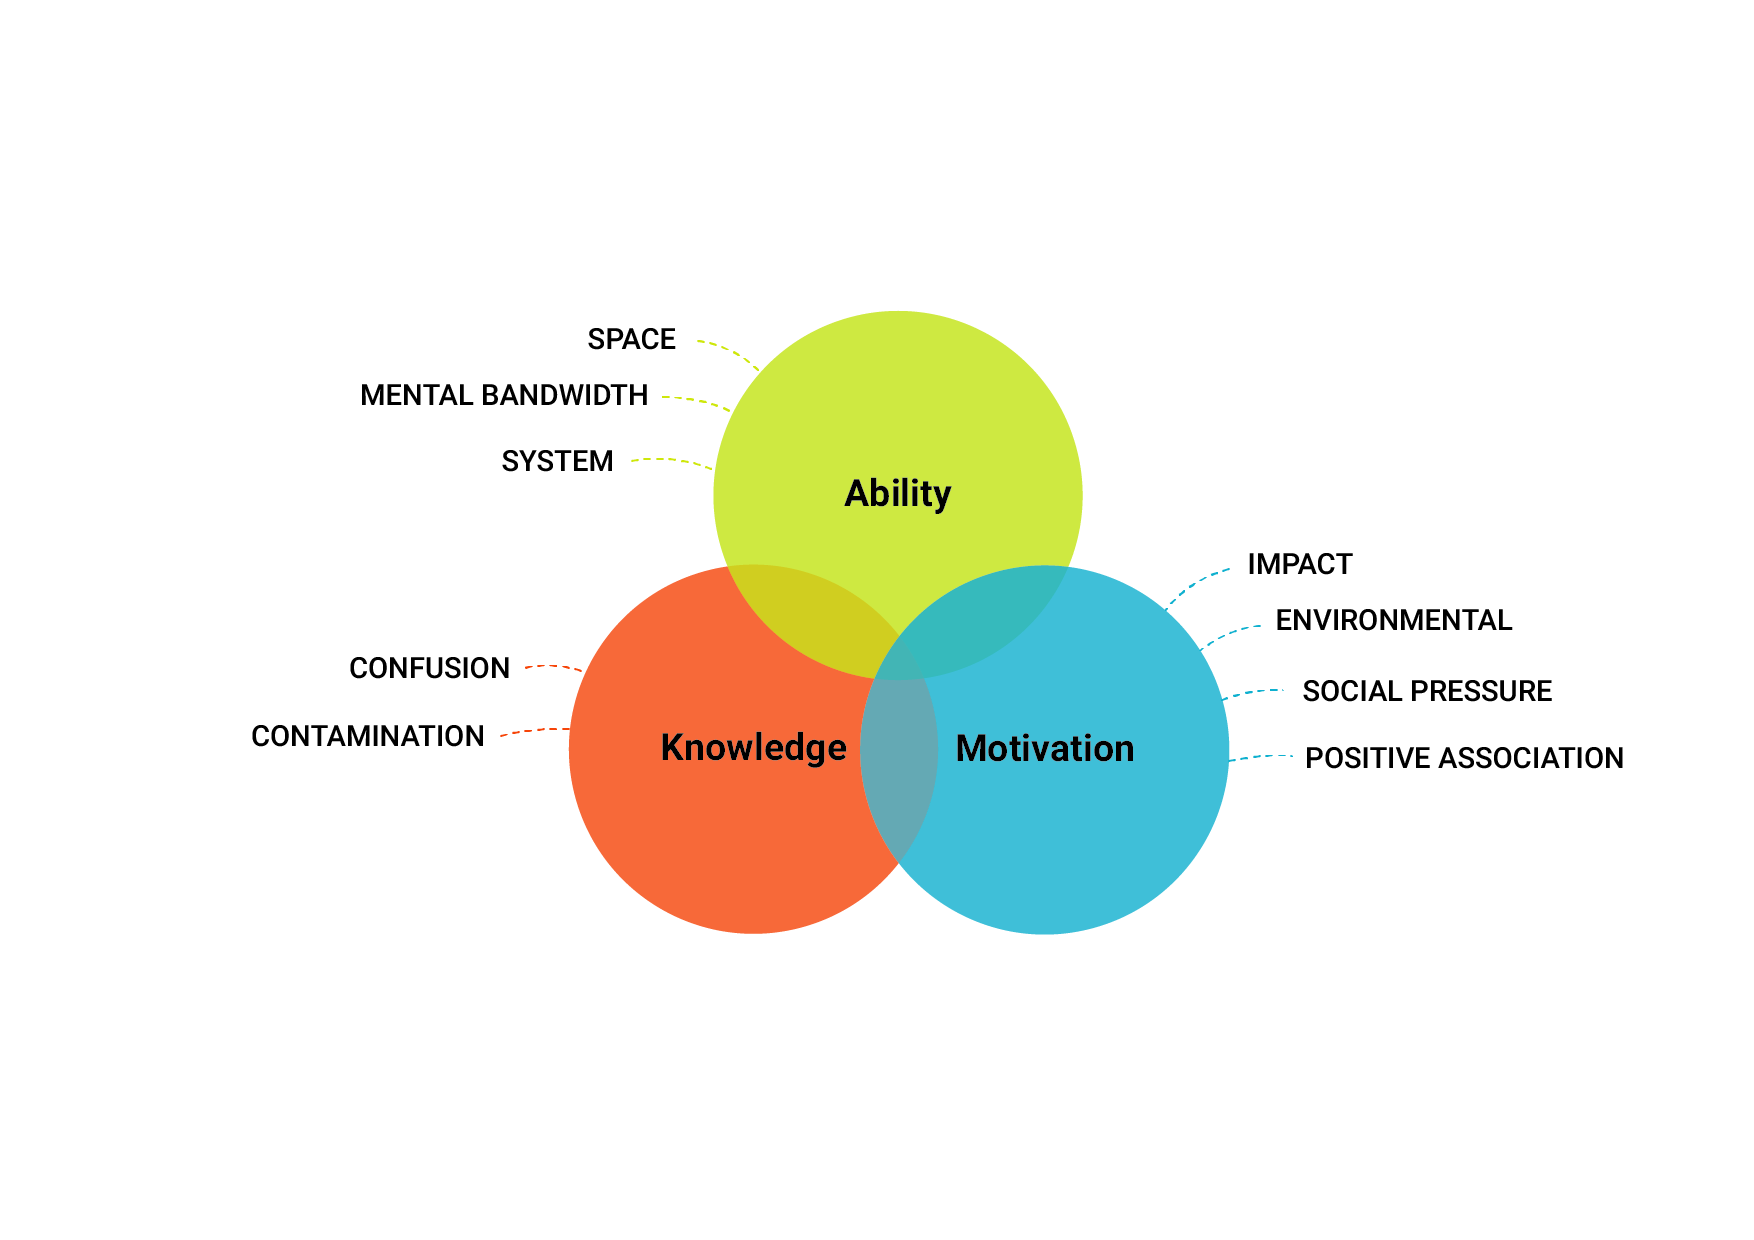 SPACE
MENTAL BANDWIDTH
SYSTEM
Ability
IMPACT
ENVIRONMENTAL
SOCIAL PRESSURE
POSITIVE ASSOCIATION
CONFUSION
CONTAMINATION
Knowledge
Motivation